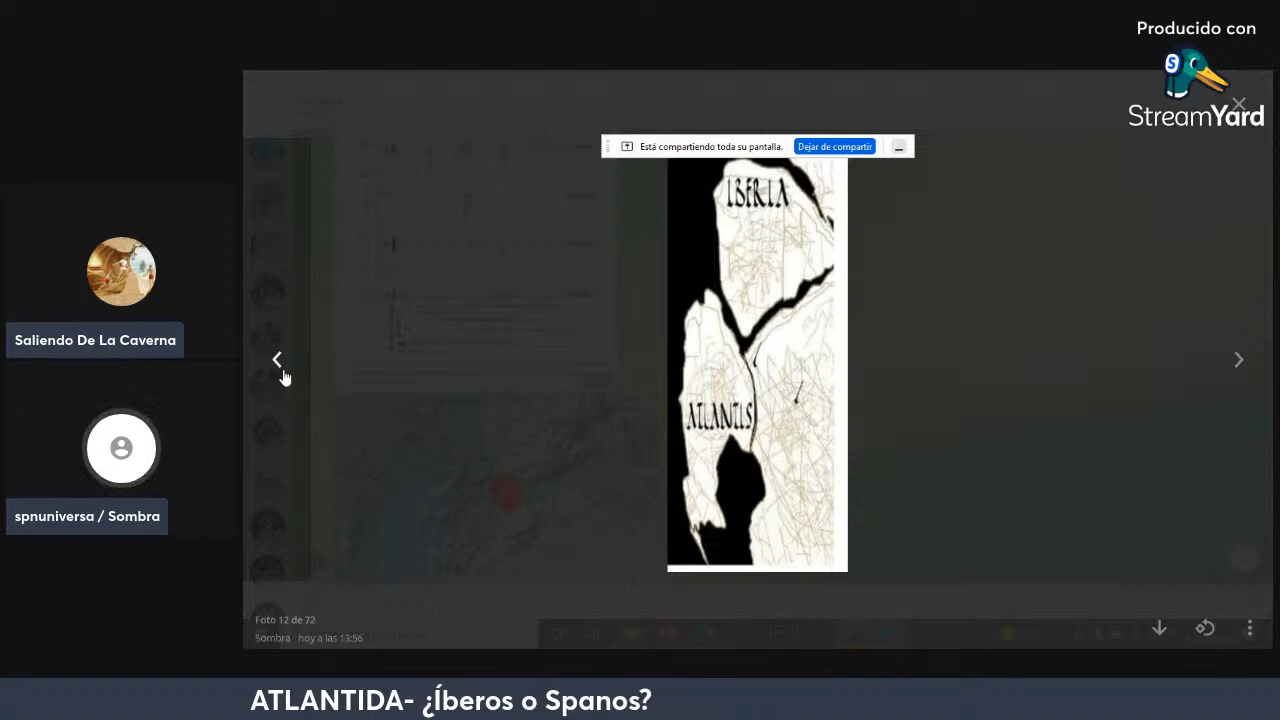 Producido con
StreamYard
Está compartiendo toda su pantalla.
Dejar de compartir
IBERIA
ATLANTIS
Saliendo De La Caverna
spnuniversa / Sombra
Foto 12 de 72
Sombra hoy a las 13:56
ATLANTIDA- ¿Íberos o Spanos?